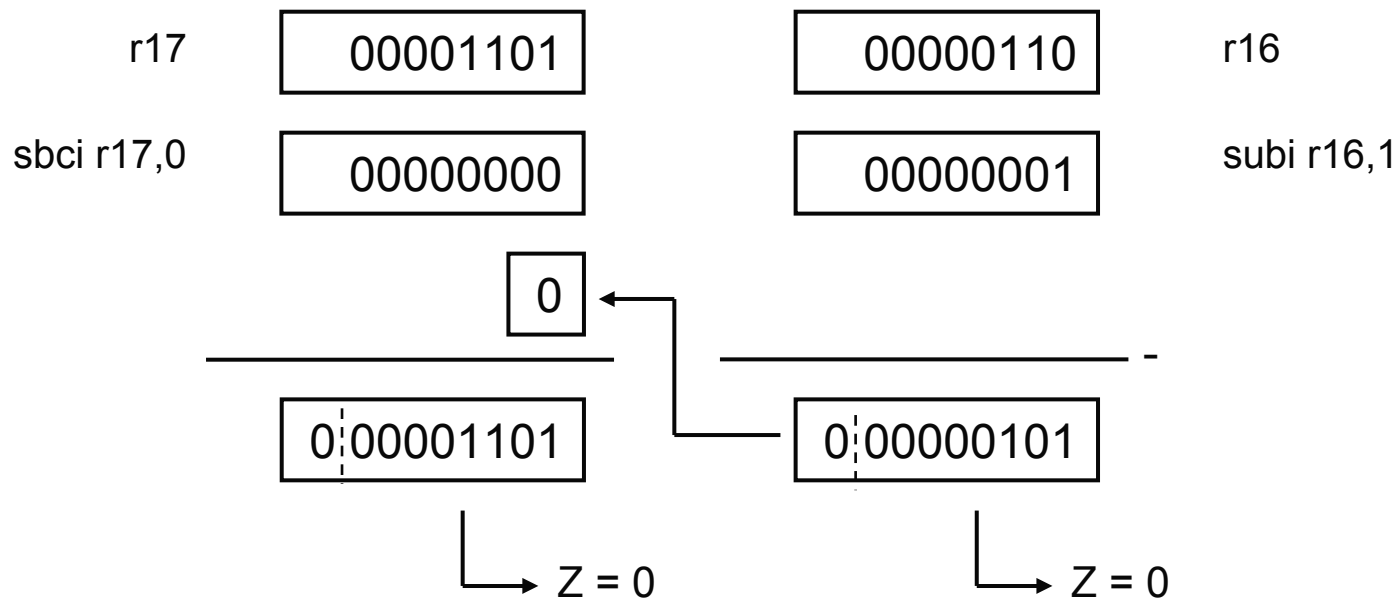 r17 00001101 00000110 r16
sbci r17,0 00000000 00000001 subi r16,1
0
-
0 00001101 0 00000101
Z = 0 Z = 0